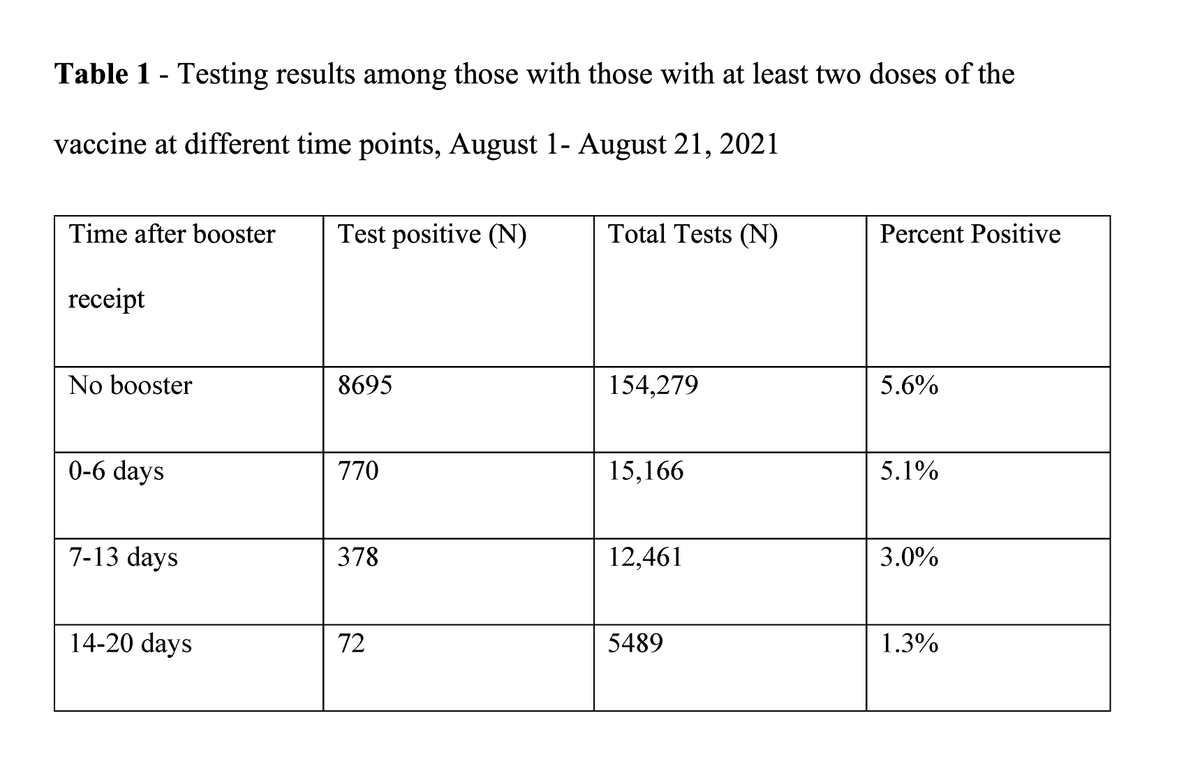 Table 1 - Testing results among those with those with at least two doses of the
vaccine at different time points, August 1- August 21, 2021
Time after booster receipt Test positive (N) Total Tests (N) Percent Positive
No booster 8695 154,279 5.6%
0-6 days 770 15,166 5.1%
7-13 days 378 12,461 3.0%
14-20 days 72 5489 1.3%